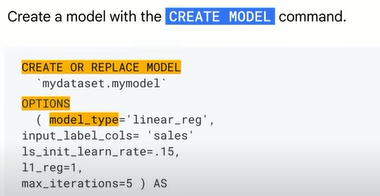 Create a model with the CREATE MODEL command.
CREATE OR REPLACE MODEL
`mydataset.mymodel`
OPTIONS
( model_type='linear_reg',
input_label_cols= 'sales'
ls_init_learn_rate=.15,
l1_reg=1,
max_iterations=5 ) AS